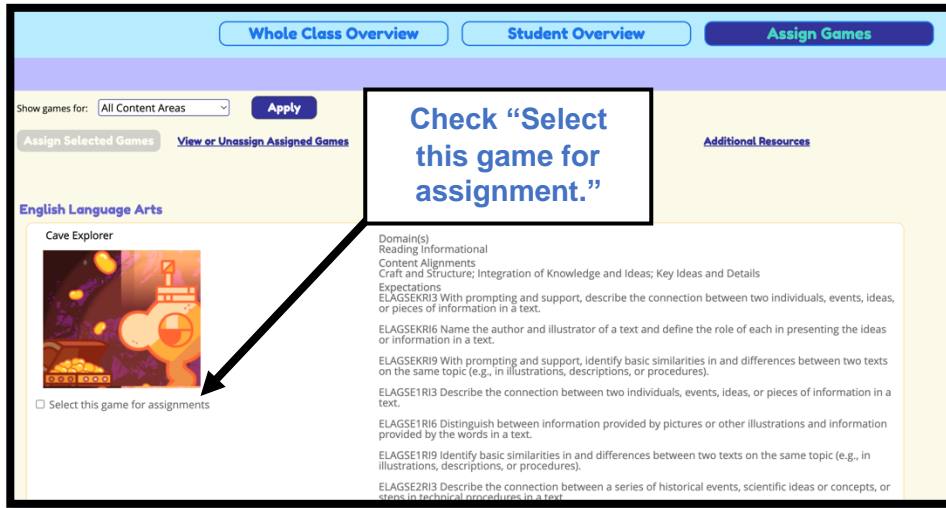 Whole Class Overview
Student Overview
Assign Games
Show games for:
All Content Areas
Apply
Assign Selected Games
View or Unassign Assigned Games
Additional Resources
Check “Select
this game for
assignment.”
English Language Arts
Cave Explorer
Select this game for assignments
Domain(s)
Reading Informational
Content Alignments
Craft and Structure; Integration of Knowledge and Ideas; Key Ideas and Details
Expectations
ELAGSEKRI3 With prompting and support, describe the connection between two individuals, events, ideas,
or pieces of information in a text.
ELAGSEKRI6 Name the author and illustrator of a text and define the role of each in presenting the ideas
or information in a text.
ELAGSEKRI9 With prompting and support, identify basic similarities in and differences between two texts
on the same topic (e.g., in illustrations, descriptions, or procedures).
ELAGSE1RI3 Describe the connection between two individuals, events, ideas, or pieces of information in a
text.
ELAGSE1RI6 Distinguish between information provided by pictures or other illustrations and information
provided by the words in a text.
ELAGSE1RI9 Identify basic similarities in and differences between two texts on the same topic (e.g., in
illustrations, descriptions, or procedures).
ELAGSE2RI3 Describe the connection between a series of historical events, scientific ideas or concepts, or
steps in technical procedures in a text